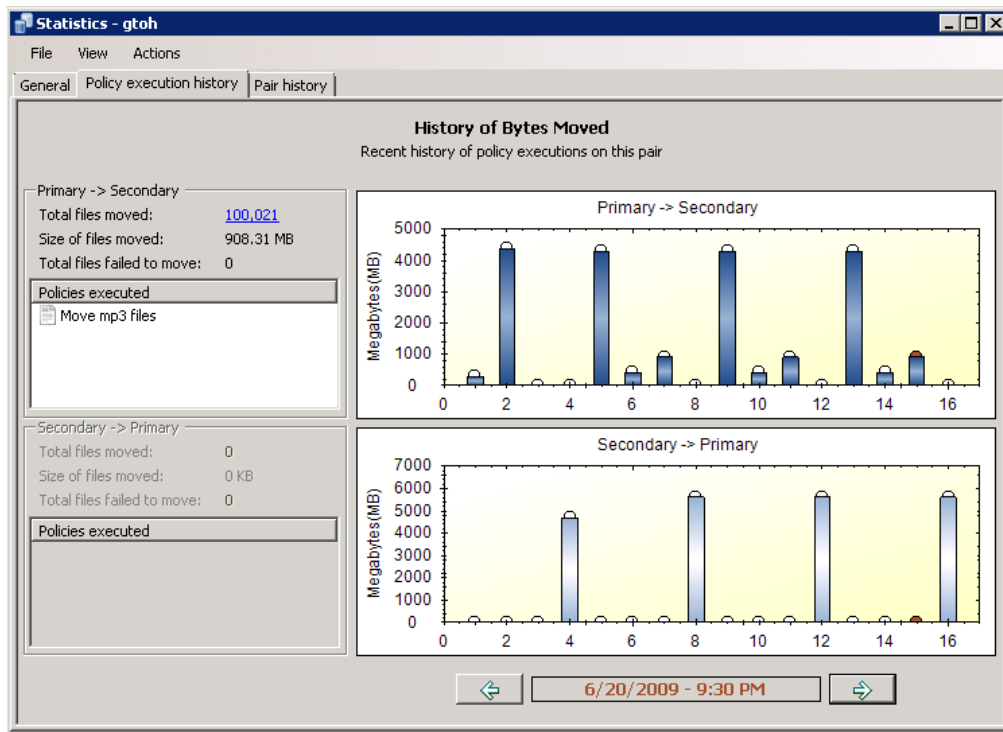 Statistics - gtoh
File View Actions
General Policy execution history Pair history
History of Bytes Moved
Recent history of policy executions on this pair
Primary -> Secondary
Total files moved: 100,021
Size of files moved: 908.31 MB
Total files failed to move: 0
Policies executed
Move mp3 files
Secondary -> Primary
Total files moved: 0
Size of files moved: 0 KB
Total files failed to move: 0
Policies executed
Primary -> Secondary
Megabytes(MB)
5000
4000
3000
2000
1000
0
0 2 4 6 8 10 12 14 16
Secondary -> Primary
Megabytes(MB)
7000
6000
5000
4000
3000
2000
1000
0
0 2 4 6 8 10 12 14 16
6/20/2009 - 9:30 PM